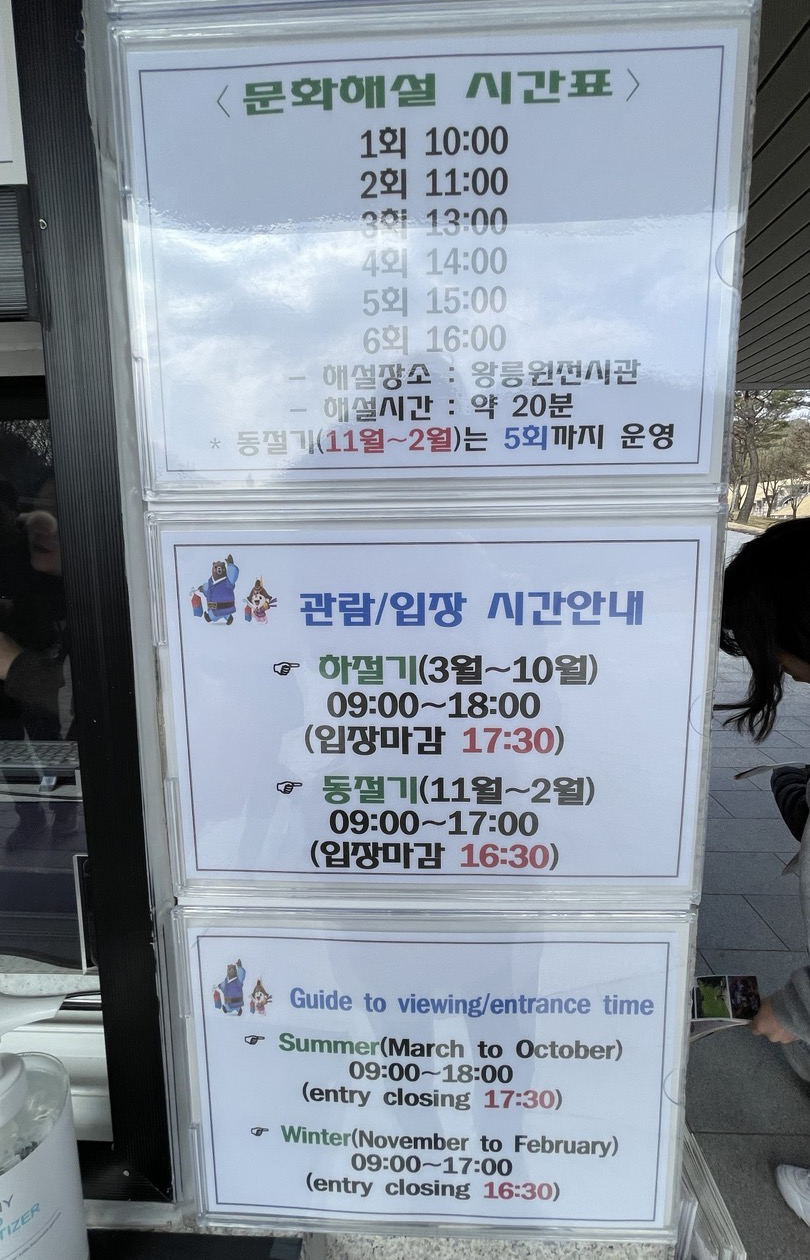 〈 문화해설 시간표 〉
1회 10:00
2회 11:00
3회 13:00
4회 14:00
5회 15:00
6회 16:00
- 해설장소 : 왕릉원전시관
- 해설시간 : 약 20분
* 동절기(11월~2월)는 5회까지 운영
관람/입장 시간안내
☞ 하절기(3월~10월)
09:00~18:00
(입장마감 17:30)
☞ 동절기(11월~2월)
09:00~17:00
(입장마감 16:30)
Guide to viewing/entrance time
☞ Summer(March to October)
09:00~18:00
(entry closing 17:30)
☞ Winter(November to February)
09:00~17:00
(entry closing 16:30)